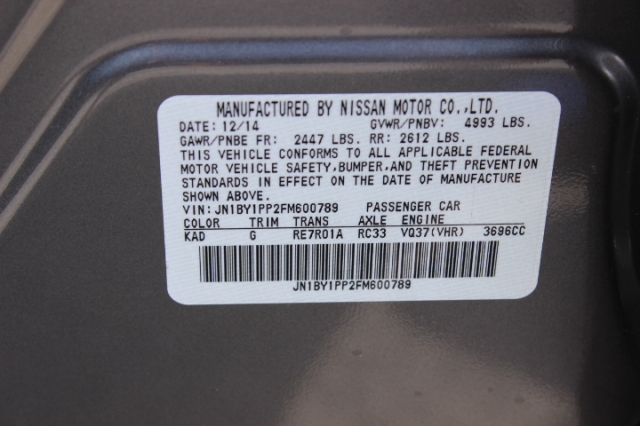 MANUFACTURED BY NISSAN MOTOR CO.,LTD.
DATE: 12/14 GVWR/PNBV: 4993 LBS.
GAWR/PNBE FR: 2447 LBS. RR: 2612 LBS.
THIS VEHICLE CONFORMS TO ALL APPLICABLE FEDERAL
MOTOR VEHICLE SAFETY,BUMPER,AND THEFT PREVENTION
STANDARDS IN EFFECT ON THE DATE OF MANUFACTURE
SHOWN ABOVE.
VIN: JN1BY1PP2FM600789 PASSENGER CAR
COLOR TRIM TRANS AXLE ENGINE
KAD G RE7R01A RC33 VQ37(VHR) 3696CC
JN1BY1PP2FM600789